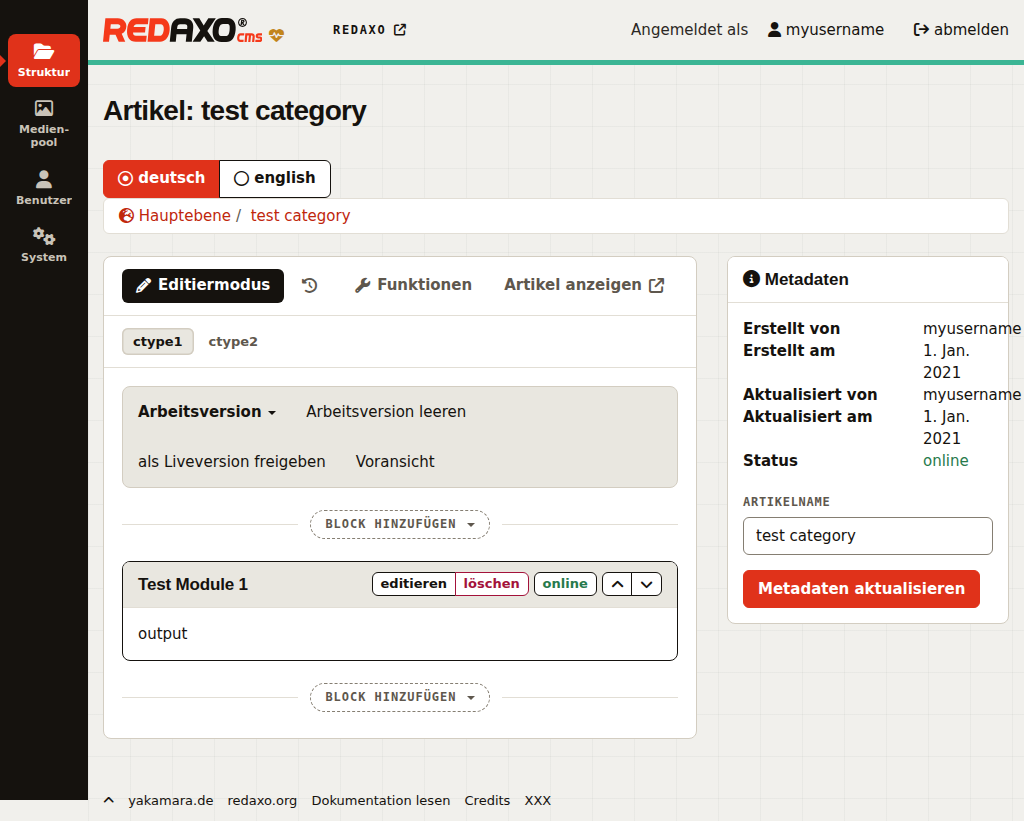 REDAXO® cms
REDAXO
Angemeldet als myusername abmelden
Struktur
Medien-
pool
Benutzer
System
Artikel: test category
deutsch english
Hauptebene / test category
Editiermodus Funktionen Artikel anzeigen
ctype1 ctype2
Arbeitsversion Arbeitsversion leeren
als Liveversion freigeben Voransicht
BLOCK HINZUFÜGEN
Test Module 1 editieren löschen online
output
BLOCK HINZUFÜGEN
Metadaten
Erstellt von myusername
Erstellt am 1. Jan.
2021
Aktualisiert von myusername
Aktualisiert am 1. Jan.
2021
Status online
ARTIKELNAME
test category
Metadaten aktualisieren
yakamara.de redaxo.org Dokumentation lesen Credits XXX